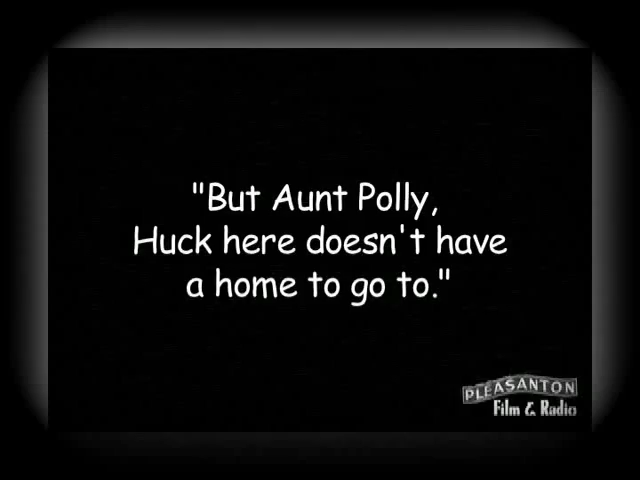 "But Aunt Polly,
Huck here doesn't have
a home to go to."
PLEASANTON
Film & Radio